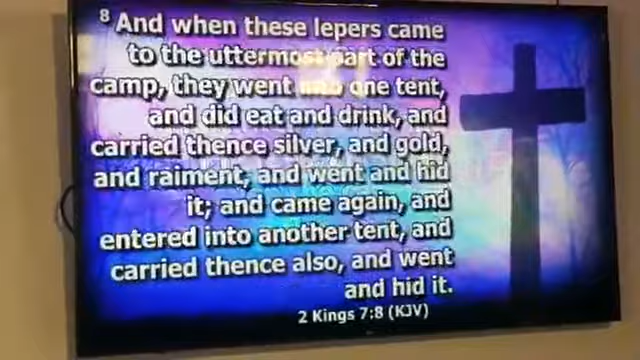 8 And when these lepers came
to the uttermost part of the
camp, they went into one tent,
and did eat and drink, and
carried thence silver, and gold,
and raiment, and went and hid
it; and came again, and
entered into another tent, and
carried thence also, and went
and hid it.
2 Kings 7:8 (KJV)